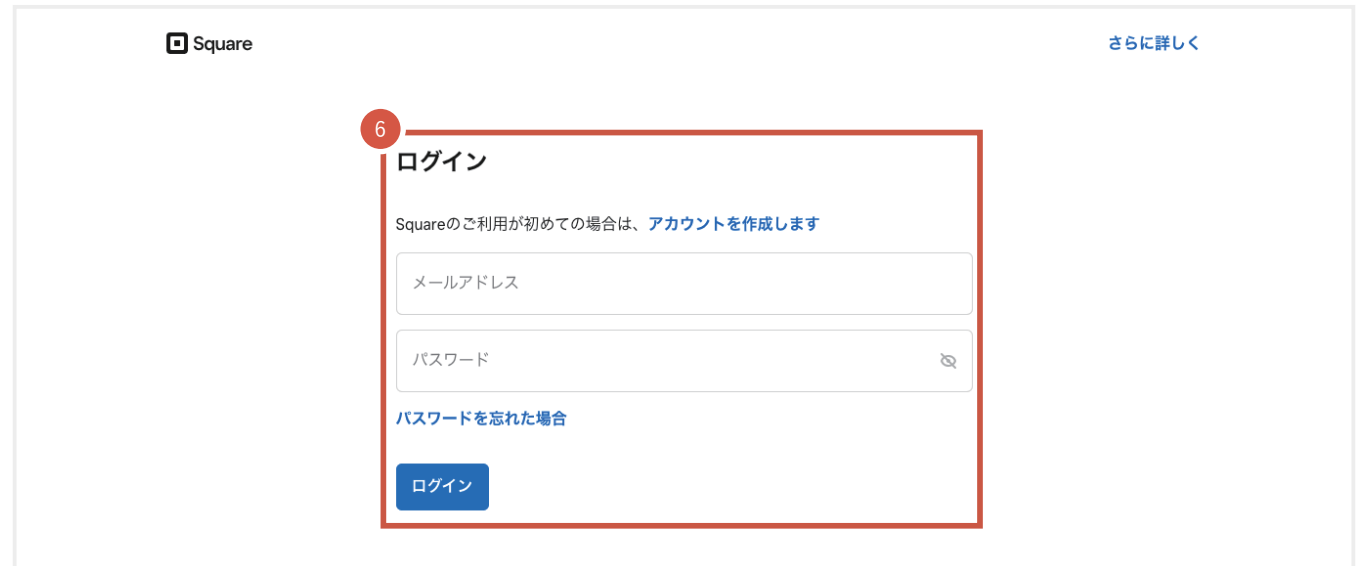 Square
さらに詳しく
6
ログイン
Squareのご利用が初めての場合は、アカウントを作成します
メールアドレス
パスワード
パスワードを忘れた場合
ログイン